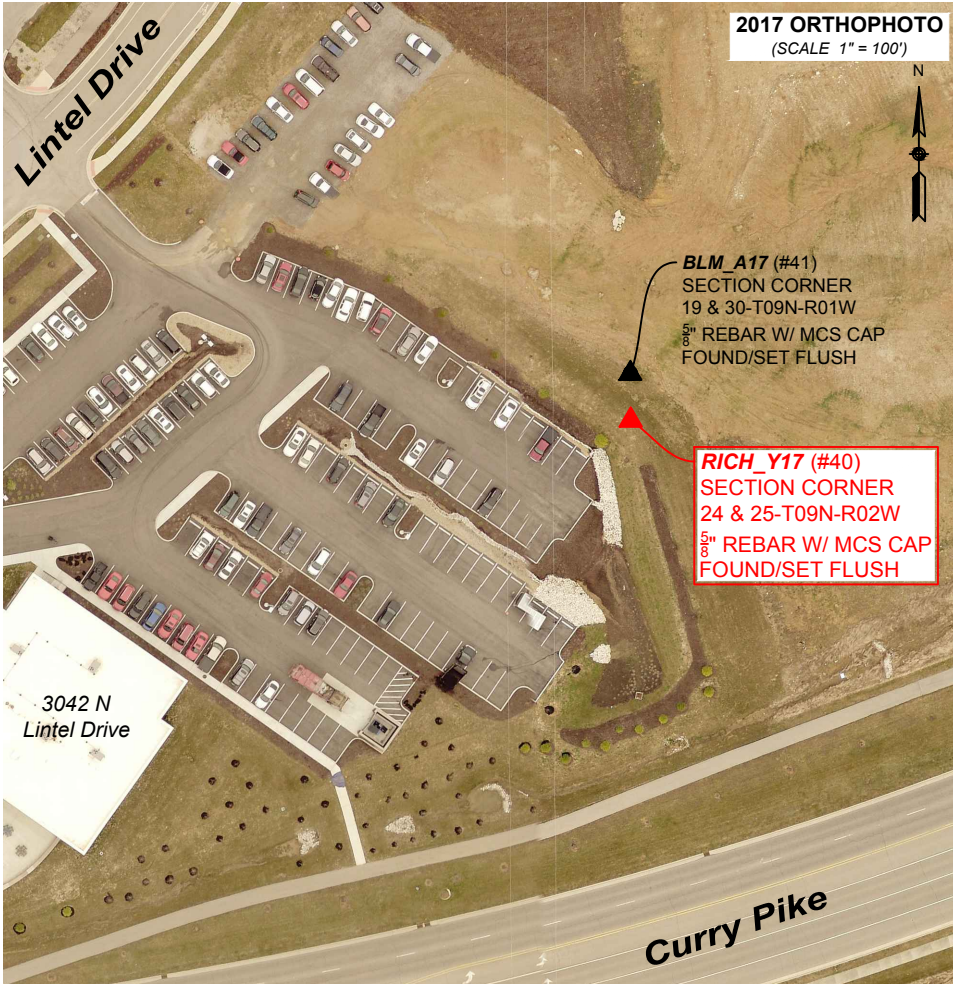 2017 ORTHOPHOTO
(SCALE 1" = 100')
N
Lintel Drive
BLM_A17 (#41)
SECTION CORNER
19 & 30-T09N-R01W
5/8" REBAR W/ MCS CAP
FOUND/SET FLUSH
RICH_Y17 (#40)
SECTION CORNER
24 & 25-T09N-R02W
5/8" REBAR W/ MCS CAP
FOUND/SET FLUSH
3042 N
Lintel Drive
Curry Pike